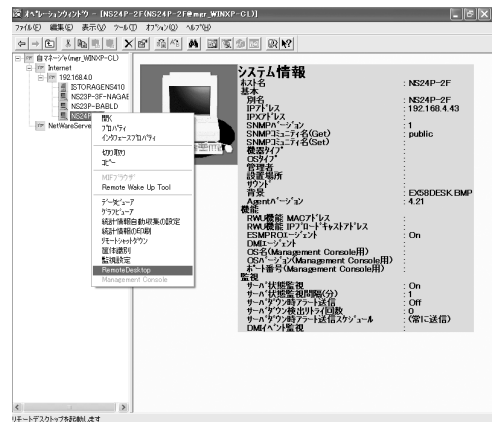 オペレーションウィンドウ - [NS24P-2F(NS24P-2F@mer_WINXP-CL)]
ファイル(F) 編集(E) 表示(V) ツール(T) オプション(O) ヘルプ(H)
自マネージャ(mer_WINXP-CL)
Internet
192.168.4.0
ISTORAGENS410
NS23P-3F-NAGAE
NS23P-BABLD
NS24P
NetWareServer
開く
プロパティ
インタフェースプロパティ
切り取り
コピー
MIFブラウザ
Remote Wake Up Tool
データビューア
グラフビューア
統計情報自動収集の設定
統計情報の印刷
リモートシャットダウン
筐体識別
監視設定
RemoteDesktop
Management Console
システム情報
ホスト名 : NS24P-2F
基本
別名 : NS24P-2F
IPアドレス : 192.168.4.43
IPXアドレス :
SNMPバージョン : 1
SNMPコミュニティ名(Get) : public
SNMPコミュニティ名(Set) :
機器タイプ :
OSタイプ :
管理者 :
設置場所 :
サウンド :
背景 : EX58DESK.BMP
Agentバージョン : 4.21
機能
RWU機能 MACアドレス :
RWU機能 IPブロードキャストアドレス :
ESMPROエージェント : On
DMIエージェント :
OS名(Management Console用) :
OSバージョン(Management Console用) :
ポート番号(Management Console用) :
監視
サーバ状態監視 : On
サーバ状態監視間隔(分) : 1
サーバダウン時アラート送信 : Off
サーバダウン検出リトライ回数 : 0
サーバダウン時アラート送信スケジュール : (常に送信)
DMIイベント監視 :
リモートデスクトップを起動します